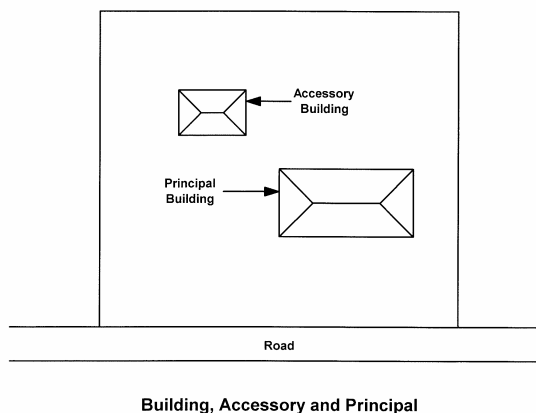 Accessory
Building
Principal
Building
Road
Building, Accessory and Principal